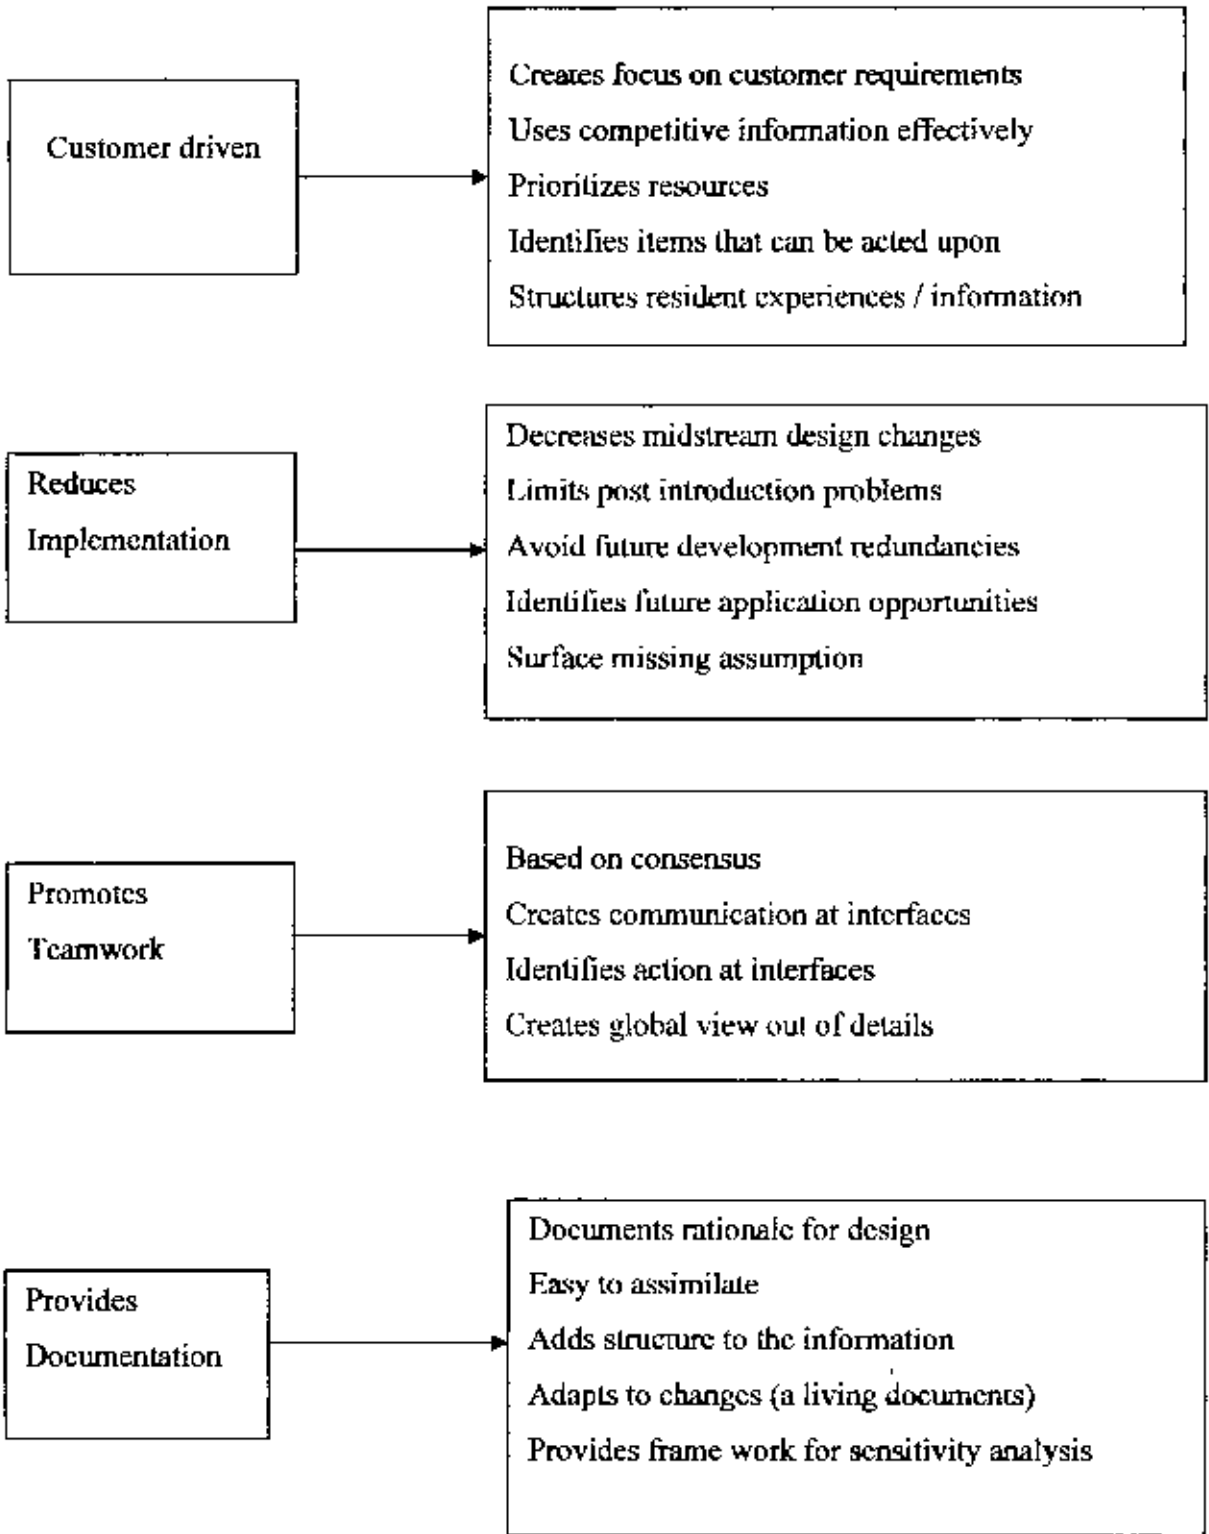 Customer driven
Creates focus on customer requirements
Uses competitive information effectively
Prioritizes resources
Identifies items that can be acted upon
Structures resident experiences / information
Reduces
Implementation
Decreases midstream design changes
Limits post introduction problems
Avoid future development redundancies
Identifies future application opportunities
Surface missing assumption
Promotes
Teamwork
Based on consensus
Creates communication at interfaces
Identifies action at interfaces
Creates global view out of details
Provides
Documentation
Documents rationale for design
Easy to assimilate
Adds structure to the information
Adapts to changes (a living documents)
Provides frame work for sensitivity analysis